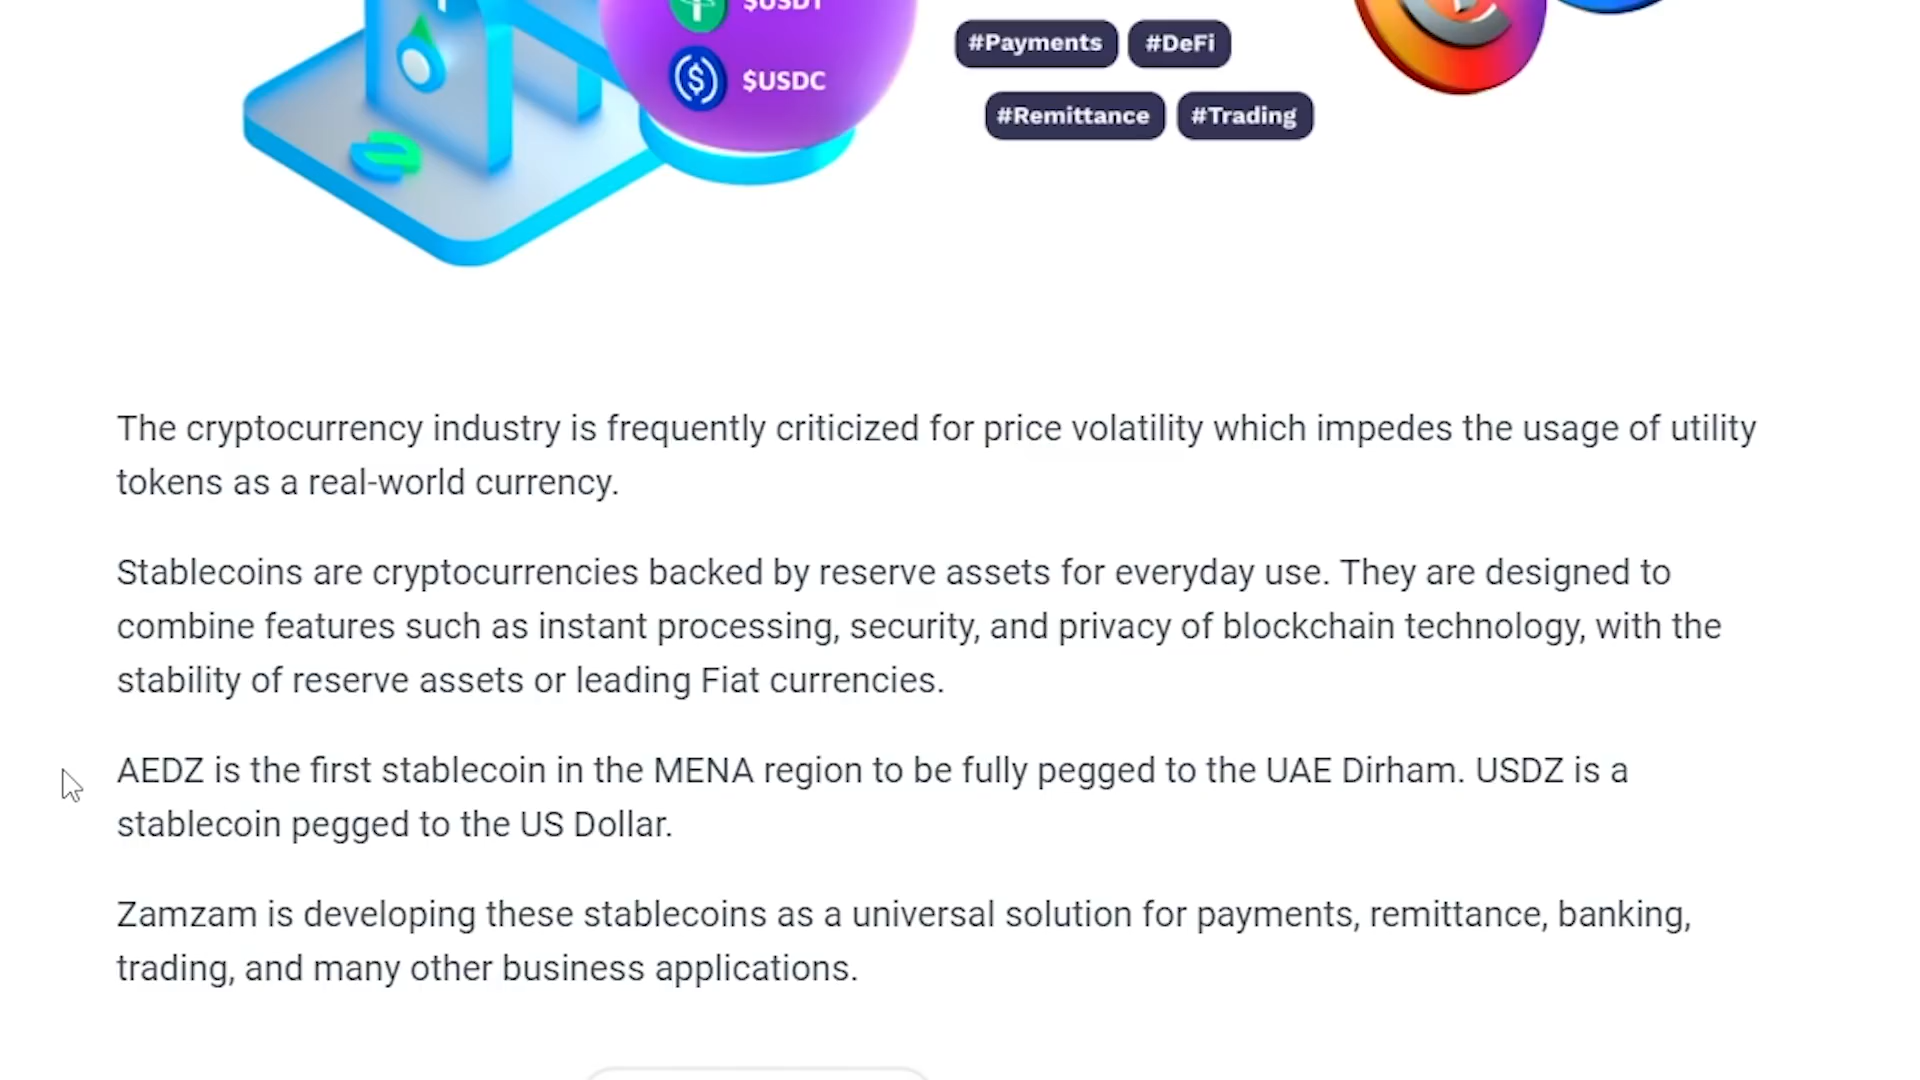 $USDT
$USDC
#Payments #DeFi
#Remittance #Trading
The cryptocurrency industry is frequently criticized for price volatility which impedes the usage of utility
tokens as a real-world currency.
Stablecoins are cryptocurrencies backed by reserve assets for everyday use. They are designed to
combine features such as instant processing, security, and privacy of blockchain technology, with the
stability of reserve assets or leading Fiat currencies.
AEDZ is the first stablecoin in the MENA region to be fully pegged to the UAE Dirham. USDZ is a
stablecoin pegged to the US Dollar.
Zamzam is developing these stablecoins as a universal solution for payments, remittance, banking,
trading, and many other business applications.